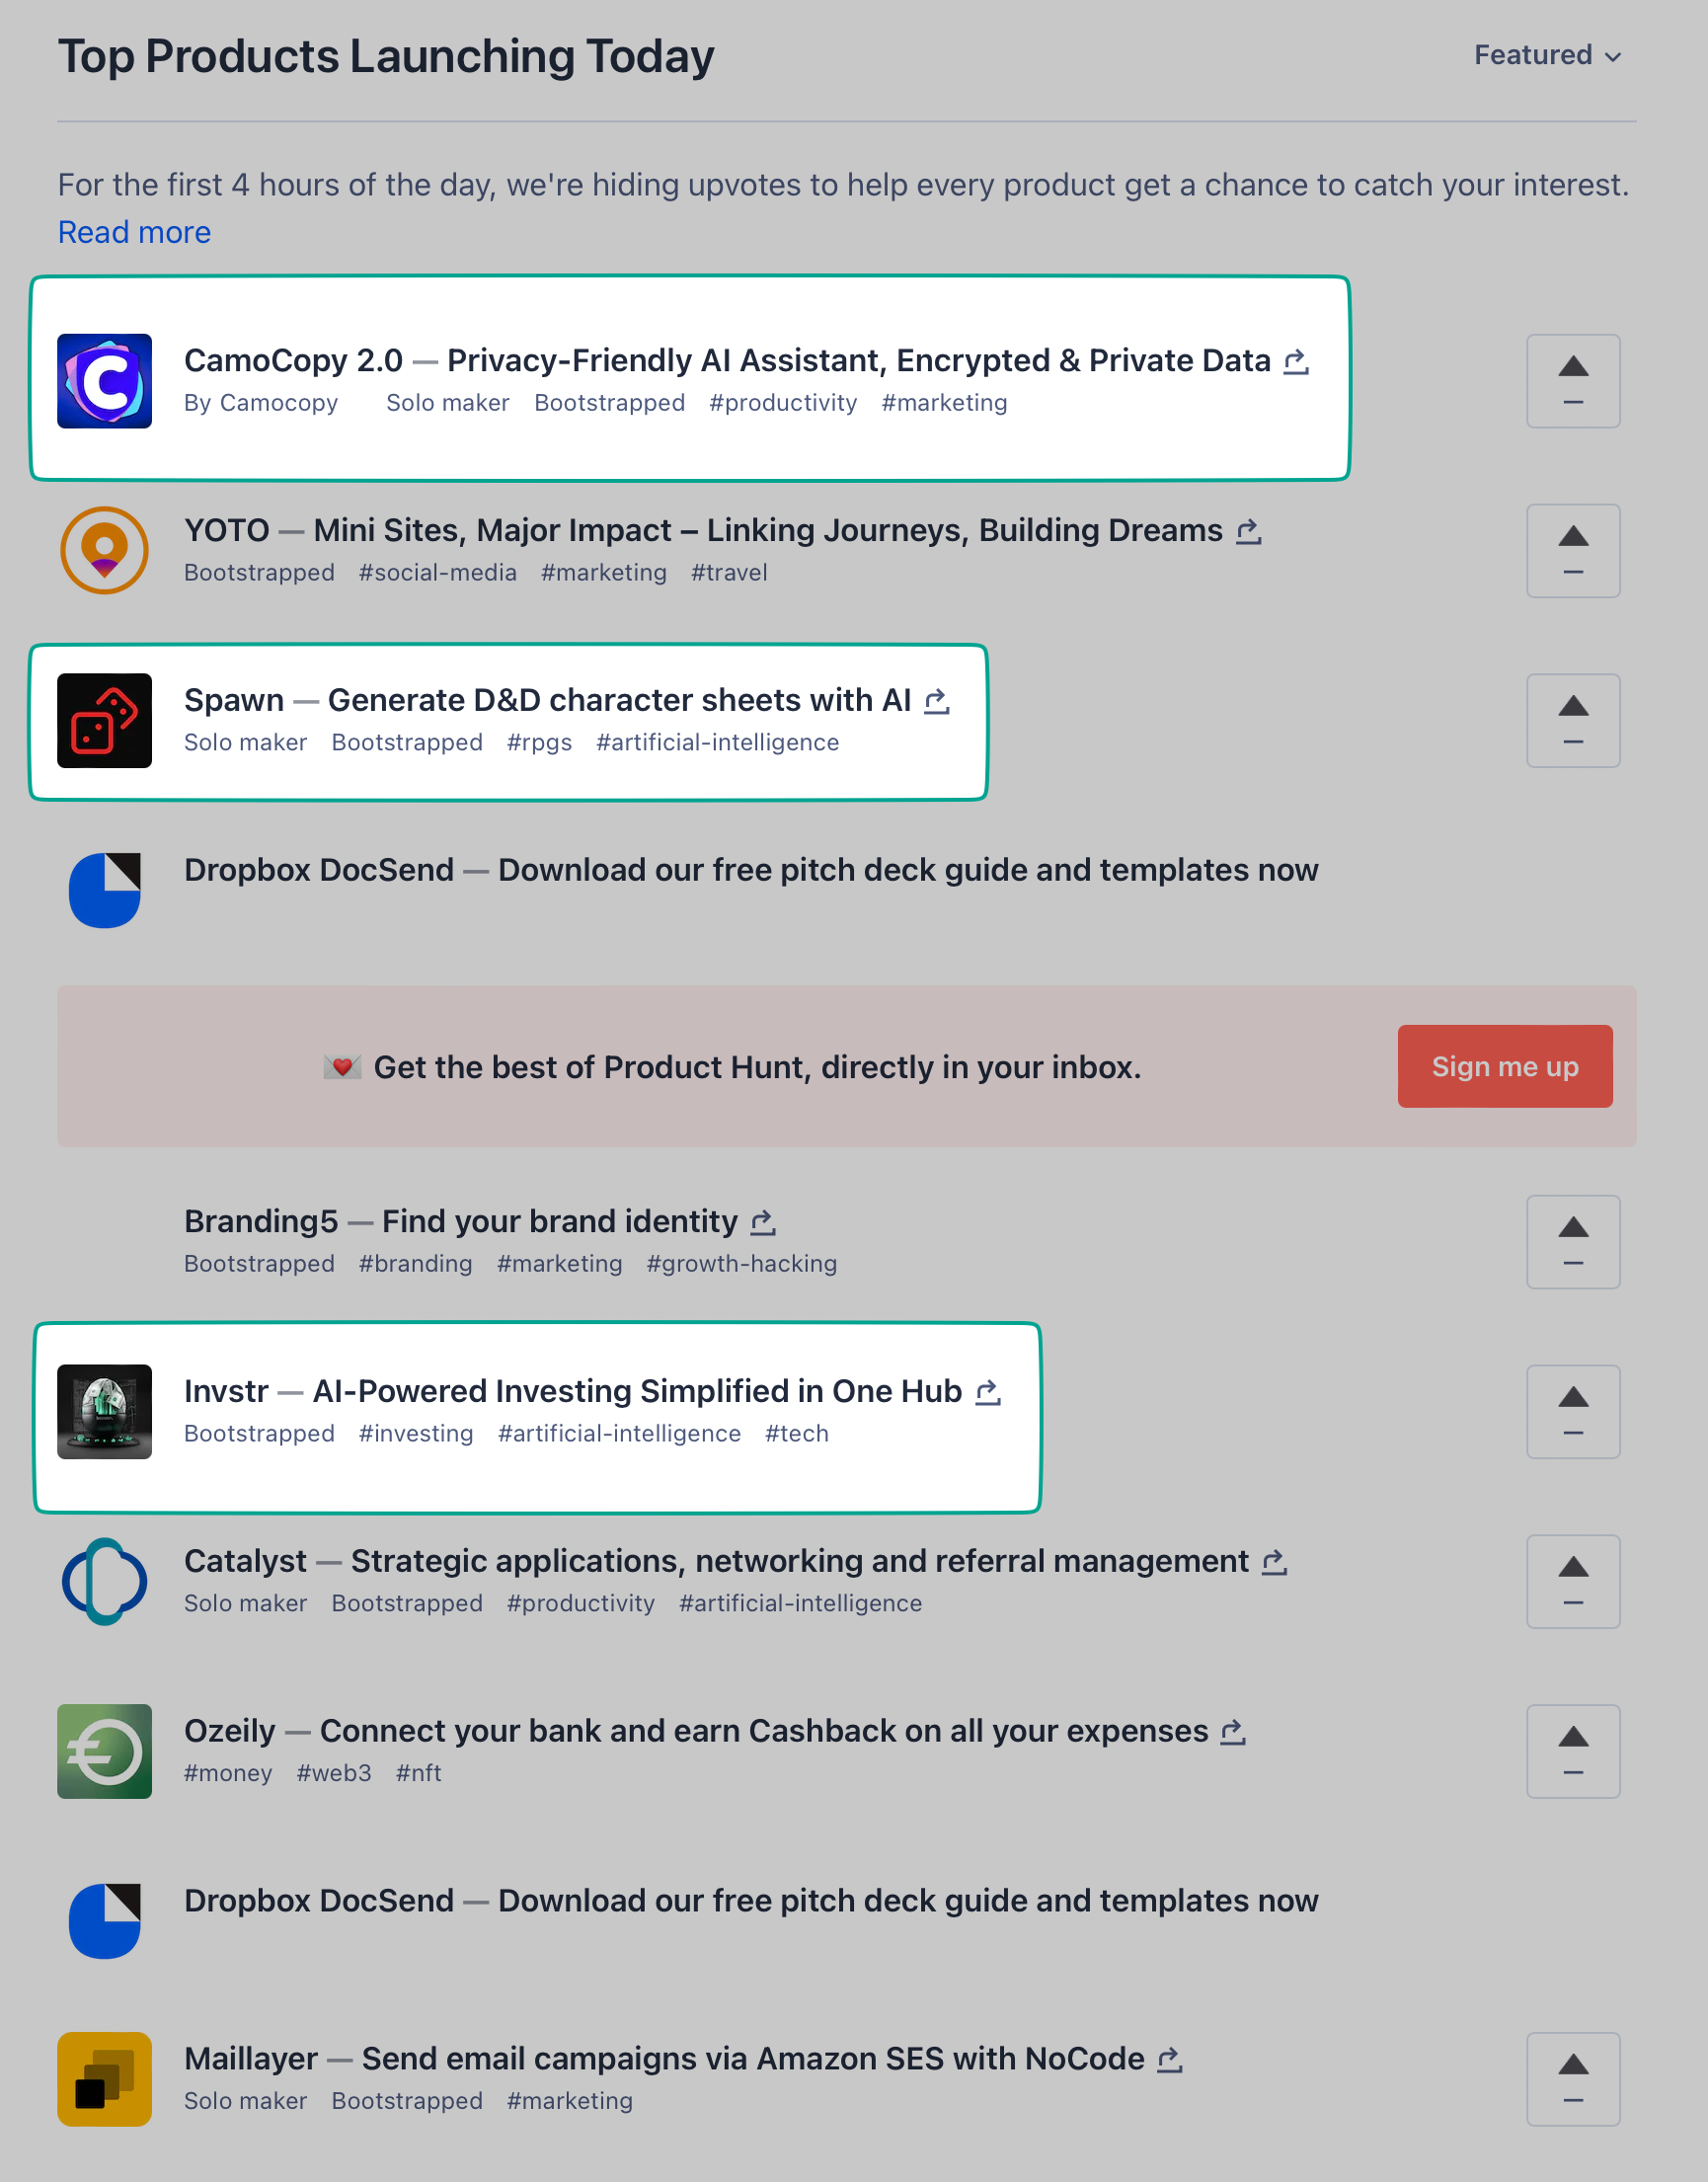 Top Products Launching Today
Featured
For the first 4 hours of the day, we're hiding upvotes to help every product get a chance to catch your interest.
Read more
CamoCopy 2.0 — Privacy-Friendly AI Assistant, Encrypted & Private Data
By Camocopy Solo maker Bootstrapped #productivity #marketing
YOTO — Mini Sites, Major Impact – Linking Journeys, Building Dreams
Bootstrapped #social-media #marketing #travel
Spawn — Generate D&D character sheets with AI
Solo maker Bootstrapped #rpgs #artificial-intelligence
Dropbox DocSend — Download our free pitch deck guide and templates now
💌 Get the best of Product Hunt, directly in your inbox.
Sign me up
Branding5 — Find your brand identity
Bootstrapped #branding #marketing #growth-hacking
Invstr — AI-Powered Investing Simplified in One Hub
Bootstrapped #investing #artificial-intelligence #tech
Catalyst — Strategic applications, networking and referral management
Solo maker Bootstrapped #productivity #artificial-intelligence
Ozeily — Connect your bank and earn Cashback on all your expenses
#money #web3 #nft
Dropbox DocSend — Download our free pitch deck guide and templates now
Maillayer — Send email campaigns via Amazon SES with NoCode
Solo maker Bootstrapped #marketing